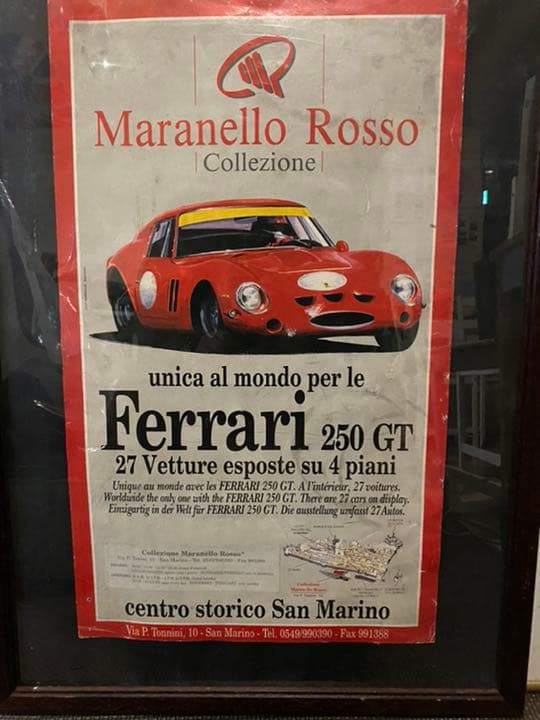 Maranello Rosso
Collezione
unica al mondo per le
Ferrari 250 GT
27 Vetture esposte su 4 piani
Unique au monde avec les FERRARI 250 GT. A l'intérieur, 27 voitures.
Worldwide the only one with the FERRARI 250 GT. There are 27 cars on display.
Einzigartig in der Welt für FERRARI 250 GT. Die ausstellung umfasst 27 Autos.
Collezione Maranello Rosso
centro storico San Marino
Via P. Tonnini, 10 - San Marino - Tel. 0549/990390 - Fax 991388